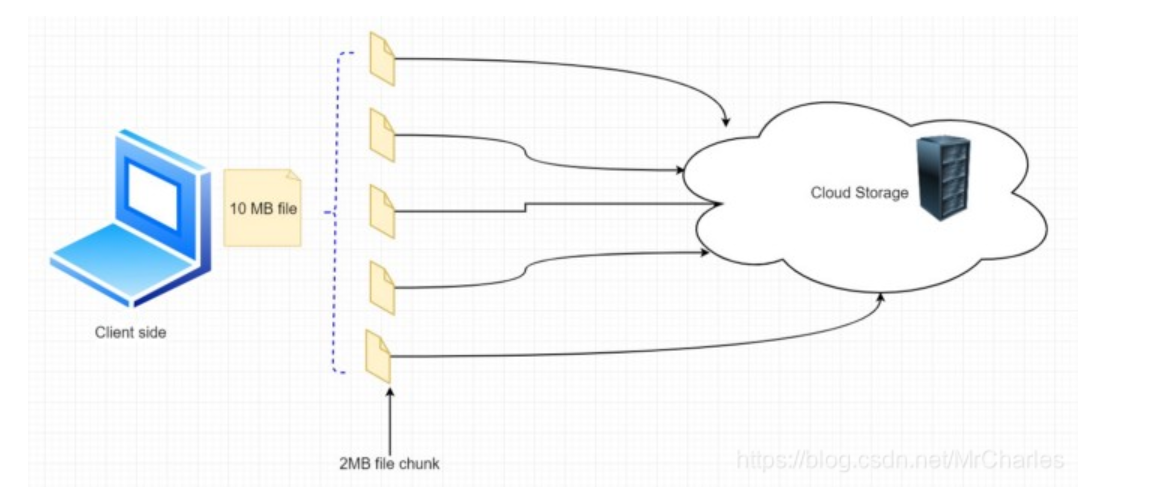 10 MB file
Cloud Storage
Client side
2MB file chunk
https://blog.csdn.net/MrCharles